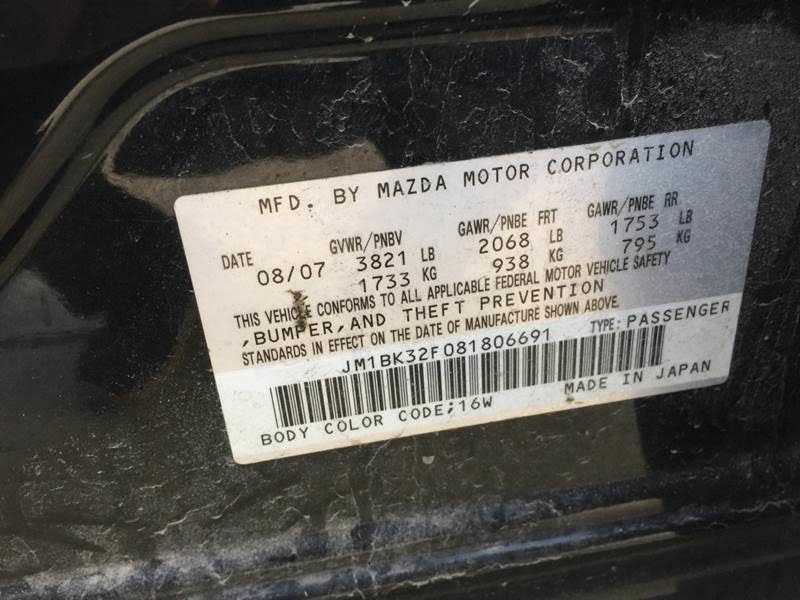 MFD. BY MAZDA MOTOR CORPORATION
DATE GVWR/PNBV GAWR/PNBE FRT GAWR/PNBE RR
08/07 3821 LB 2068 LB 1753 LB
1733 KG 938 KG 795 KG
THIS VEHICLE CONFORMS TO ALL APPLICABLE FEDERAL MOTOR VEHICLE SAFETY
,BUMPER,AND THEFT PREVENTION
STANDARDS IN EFFECT ON THE DATE OF MANUFACTURE SHOWN ABOVE.
JM1BK32F081806691 TYPE: PASSENGER
MADE IN JAPAN
BODY COLOR CODE;16W